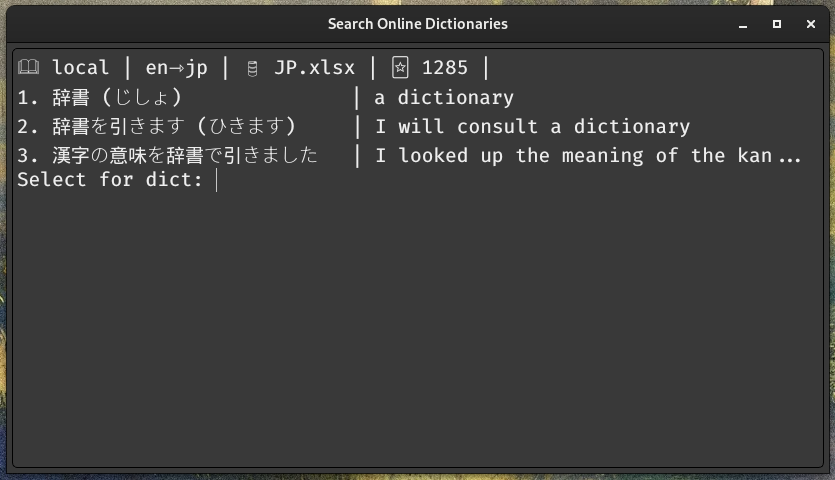 Search Online Dictionaries
local | en→jp | JP.xlsx | 1285 |
1. 辞書 (じしょ) | a dictionary
2. 辞書を引きます (ひきます) | I will consult a dictionary
3. 漢字の意味を辞書で引きました | I looked up the meaning of the kan...
Select for dict: